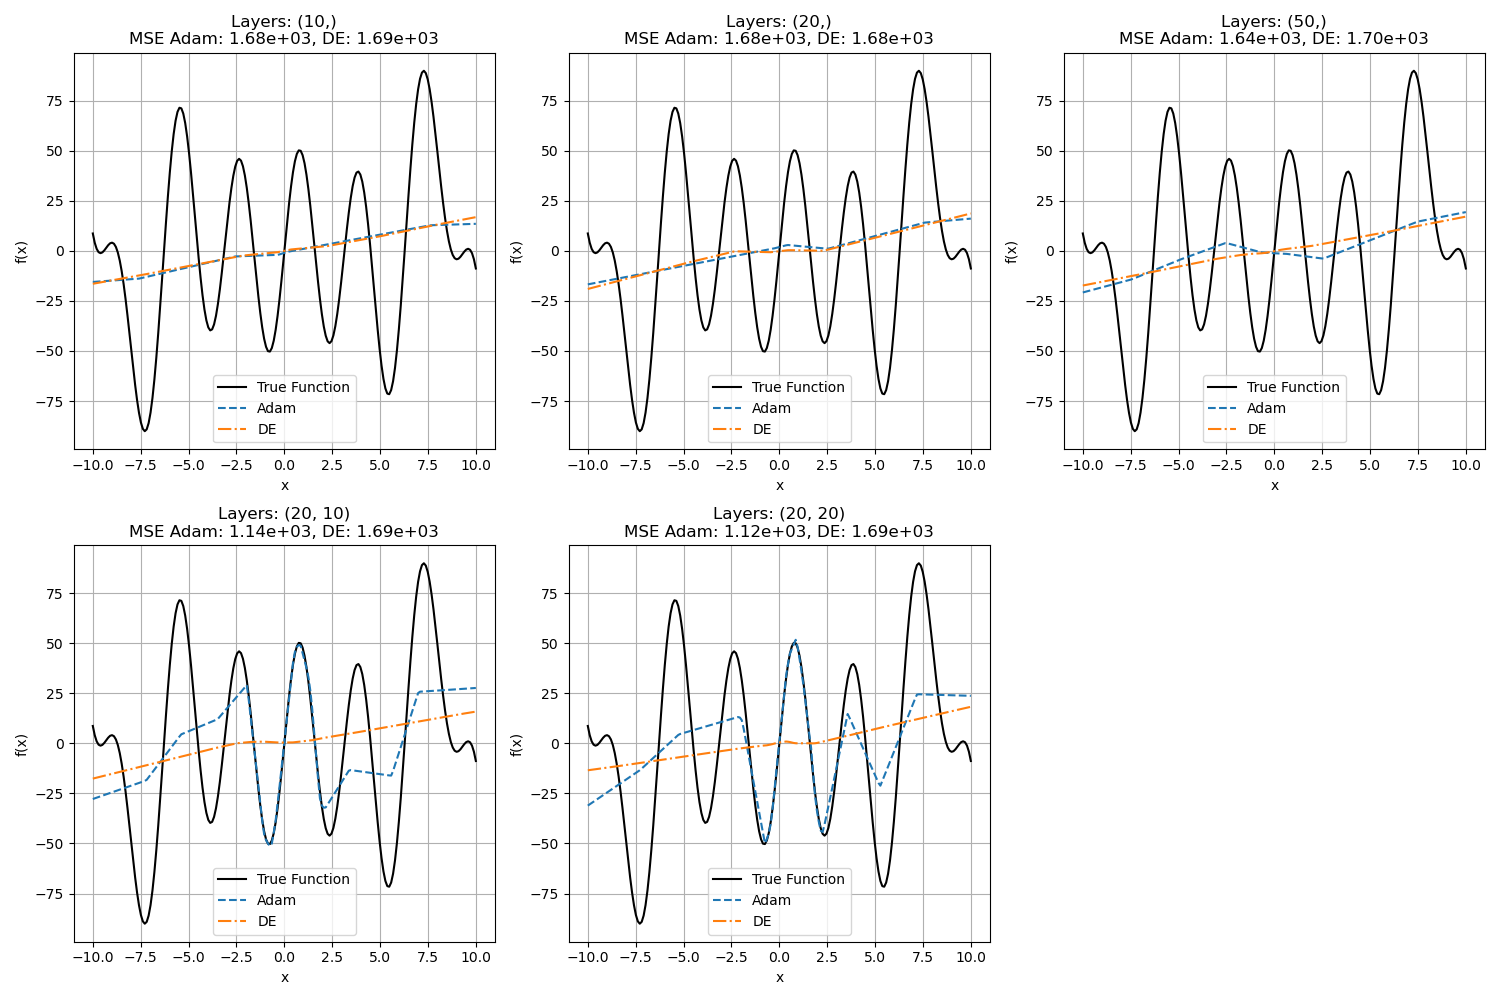 Layers: (10,)
MSE Adam: 1.68e+03, DE: 1.69e+03
f(x)
75
50
25
0
−25
−50
−75
True Function
Adam
DE
−10.0 −7.5 −5.0 −2.5 0.0 2.5 5.0 7.5 10.0
x
Layers: (20,)
MSE Adam: 1.68e+03, DE: 1.68e+03
f(x)
75
50
25
0
−25
−50
−75
True Function
Adam
DE
−10.0 −7.5 −5.0 −2.5 0.0 2.5 5.0 7.5 10.0
x
Layers: (50,)
MSE Adam: 1.64e+03, DE: 1.70e+03
f(x)
75
50
25
0
−25
−50
−75
True Function
Adam
DE
−10.0 −7.5 −5.0 −2.5 0.0 2.5 5.0 7.5 10.0
x
Layers: (20, 10)
MSE Adam: 1.14e+03, DE: 1.69e+03
f(x)
75
50
25
0
−25
−50
−75
True Function
Adam
DE
−10.0 −7.5 −5.0 −2.5 0.0 2.5 5.0 7.5 10.0
x
Layers: (20, 20)
MSE Adam: 1.12e+03, DE: 1.69e+03
f(x)
75
50
25
0
−25
−50
−75
True Function
Adam
DE
−10.0 −7.5 −5.0 −2.5 0.0 2.5 5.0 7.5 10.0
x